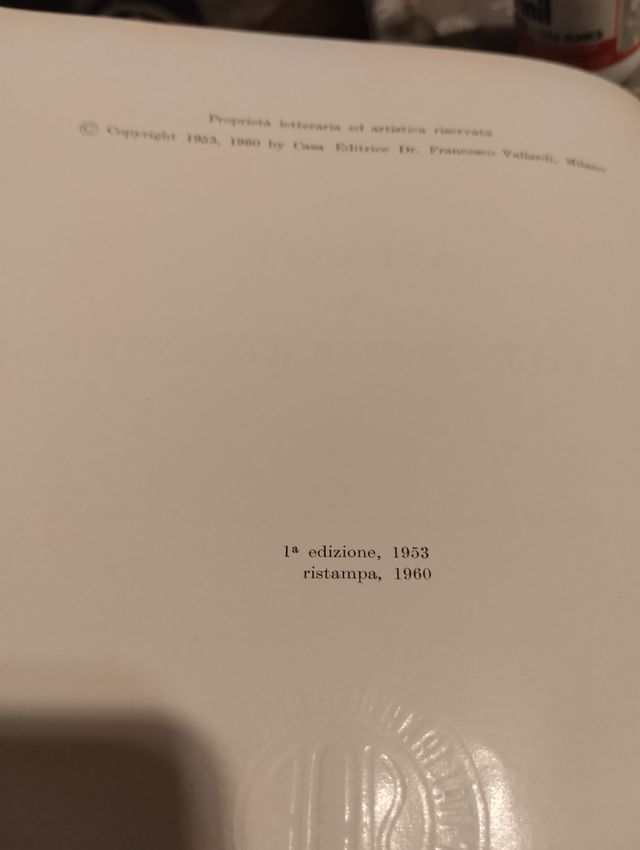 Proprietà letteraria ed artistica riservata
© Copyright 1953, 1960 by Casa Editrice Dr. Francesco Vallardi, Milano
1ª edizione, 1953
ristampa, 1960